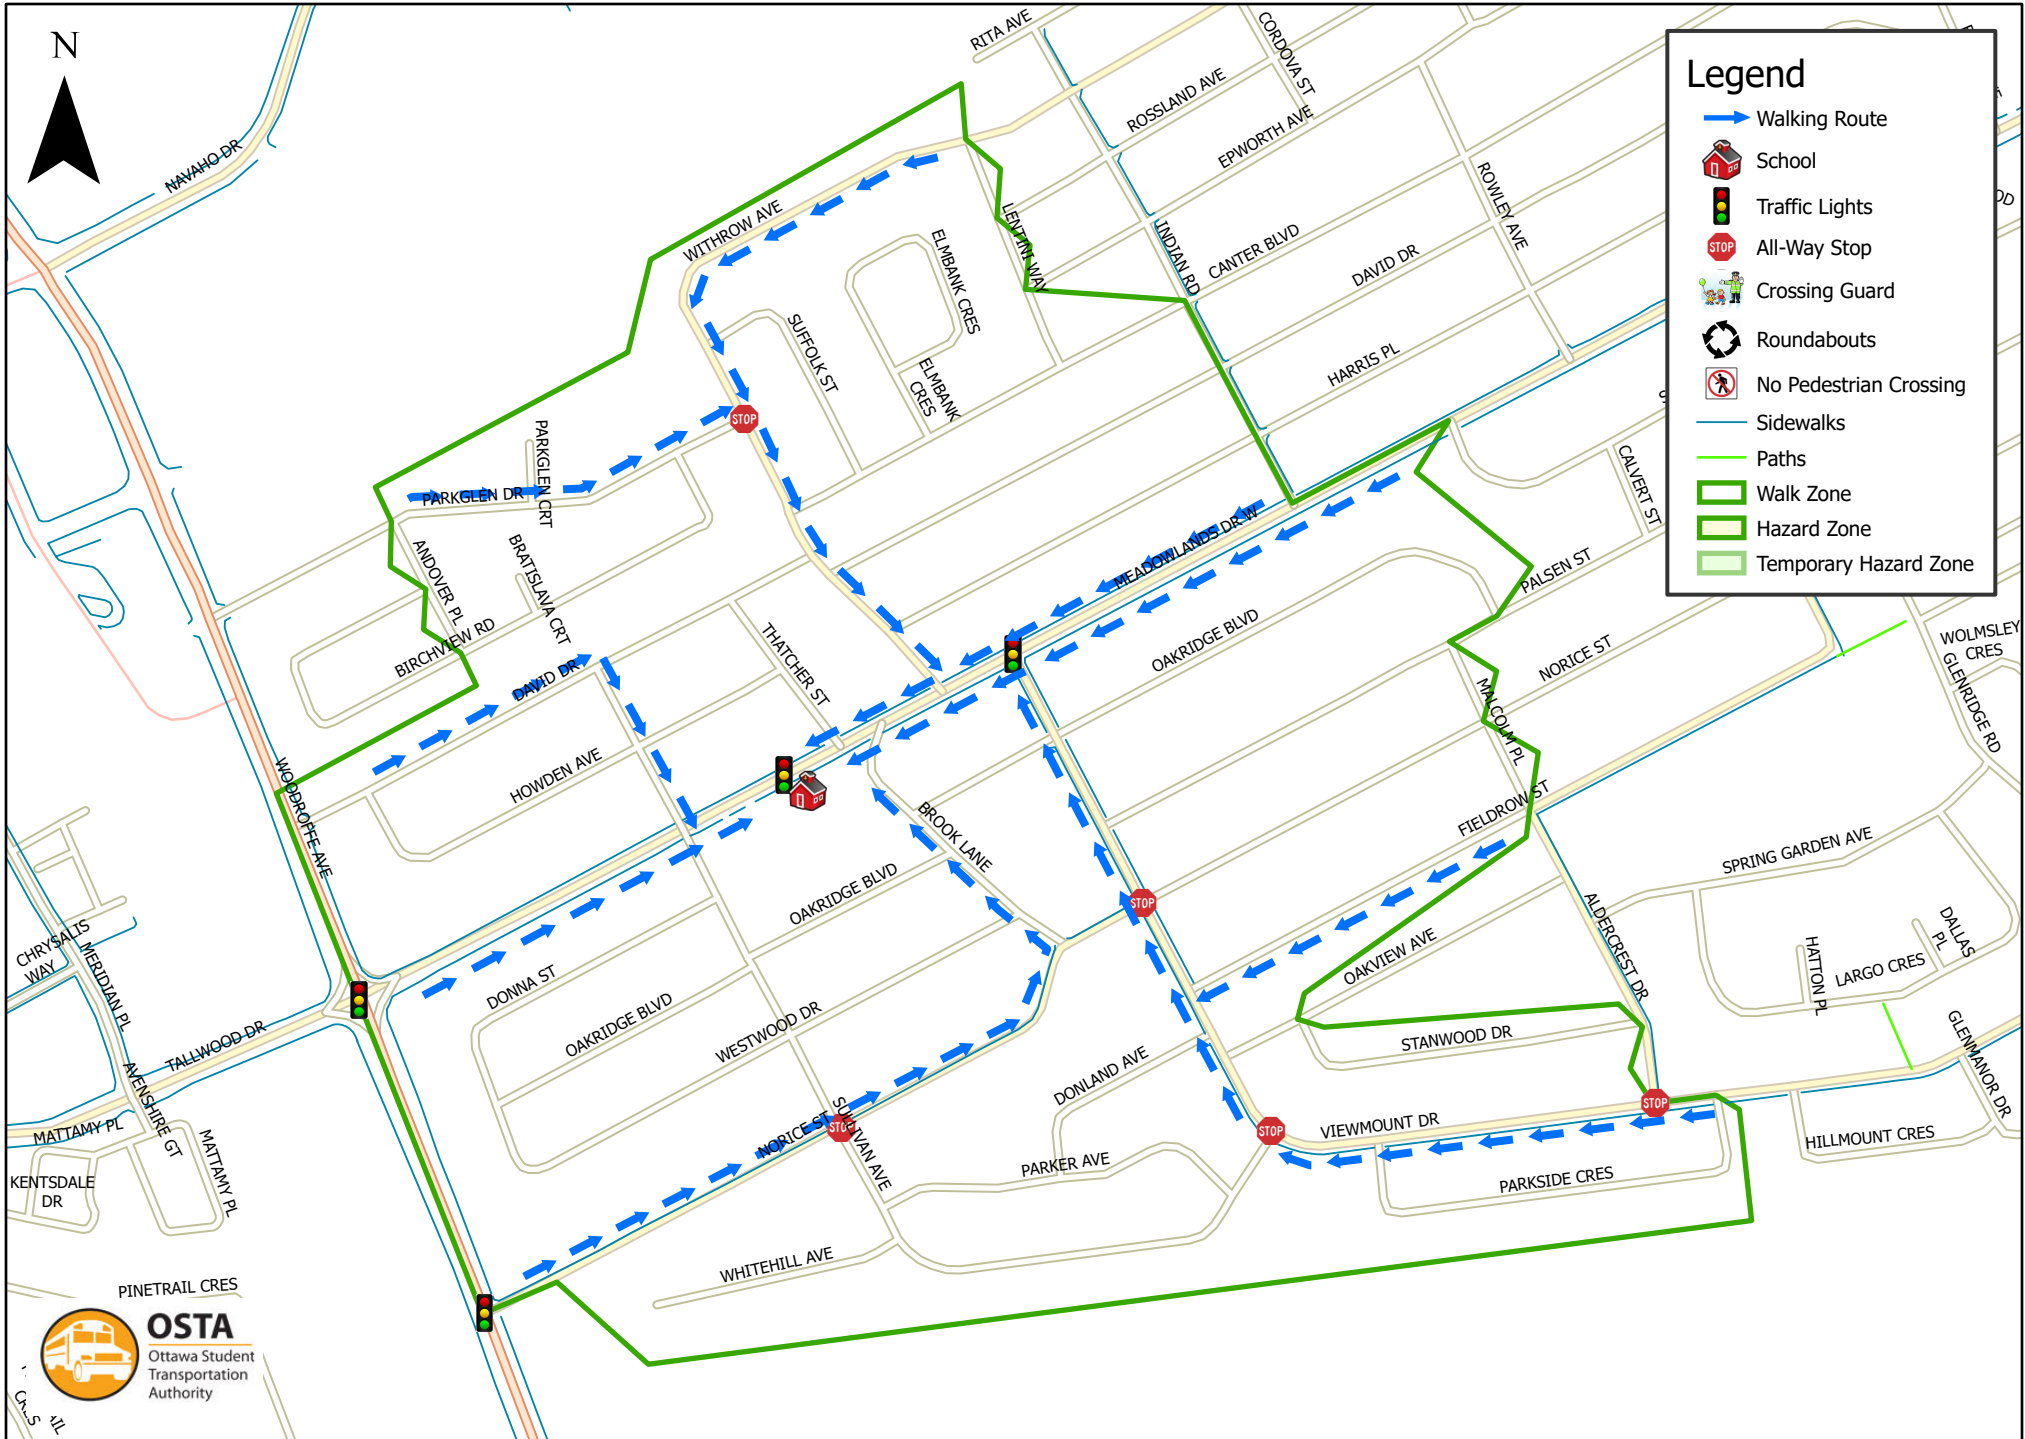 N
NAVAHO DR
RITA AVE
CORDOVA ST
ROSSLAND AVE
EPWORTH AVE
ROWLEY AVE
WITHROW AVE
LENTINI WAY
INDIAN RD
CANTER BLVD
DAVID DR
HARRIS PL
ELMBANK CRES
ELMBANK
CRES
SUFFOLK ST
STOP
PARKGLEN DR
PARKGLEN CRT
ANDOVER PL
BRATISLAVA CRT
BIRCHVIEW RD
DAVID DR
THATCHER ST
HOWDEN AVE
WOODROFFE AVE
MEADOWLANDS DR W
OAKRIDGE BLVD
CALVERT ST
PALSEN ST
NORICE ST
MALCOLM PL
FIELDROW ST
WOLMSLEY
CRES
GLENRIDGE RD
SPRING GARDEN AVE
BROOK LANE
OAKRIDGE BLVD
STOP
OAKVIEW AVE
ALDERCREST DR
HATTON PL
LARGO CRES
DALLAS
PL
GLENMANOR DR
HILLMOUNT CRES
STANWOOD DR
DONLAND AVE
VIEWMOUNT DR
STOP
STOP
PARKSIDE CRES
PARKER AVE
DONNA ST
OAKRIDGE BLVD
WESTWOOD DR
NORICE ST
STOP
SULLIVAN AVE
WHITEHILL AVE
CHRYSALIS
WAY
MERIDIAN PL
TALLWOOD DR
AVENSHIRE GT
MATTAMY PL
MATTAMY PL
KENTSDALE
DR
PINETRAIL CRES
OSTA
Ottawa Student
Transportation
Authority
Legend
Walking Route
School
Traffic Lights
STOP
All-Way Stop
Crossing Guard
Roundabouts
No Pedestrian Crossing
Sidewalks
Paths
Walk Zone
Hazard Zone
Temporary Hazard Zone